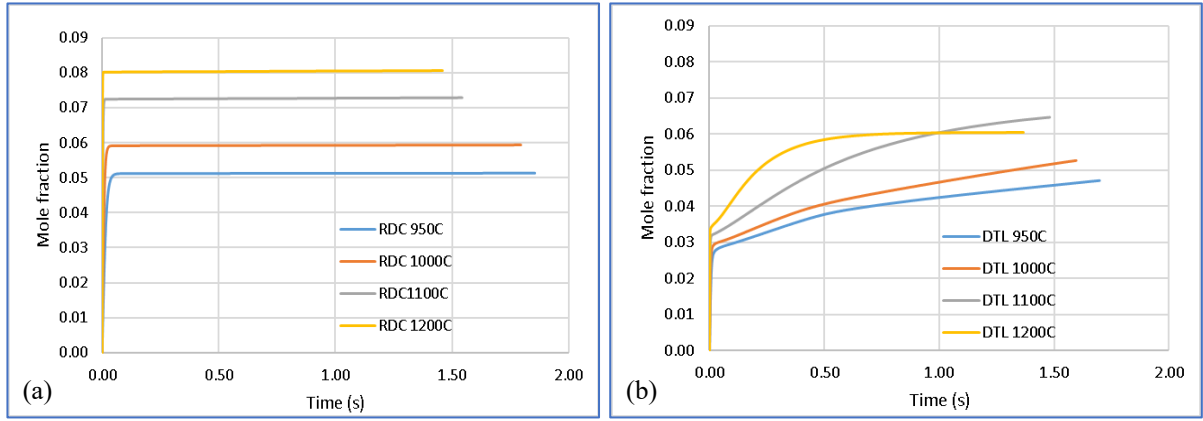 0.09
0.08
0.07
0.06
0.05
0.04
0.03
0.02
0.01
0.00
Mole fraction
RDC 950C
RDC 1000C
RDC1100C
RDC 1200C
0.00 0.50 1.00 1.50 2.00
Time (s)
(a)
0.09
0.08
0.07
0.06
0.05
0.04
0.03
0.02
0.01
0.00
Mole fraction
DTL 950C
DTL 1000C
DTL 1100C
DTL 1200C
0.00 0.50 1.00 1.50 2.00
Time (s)
(b)